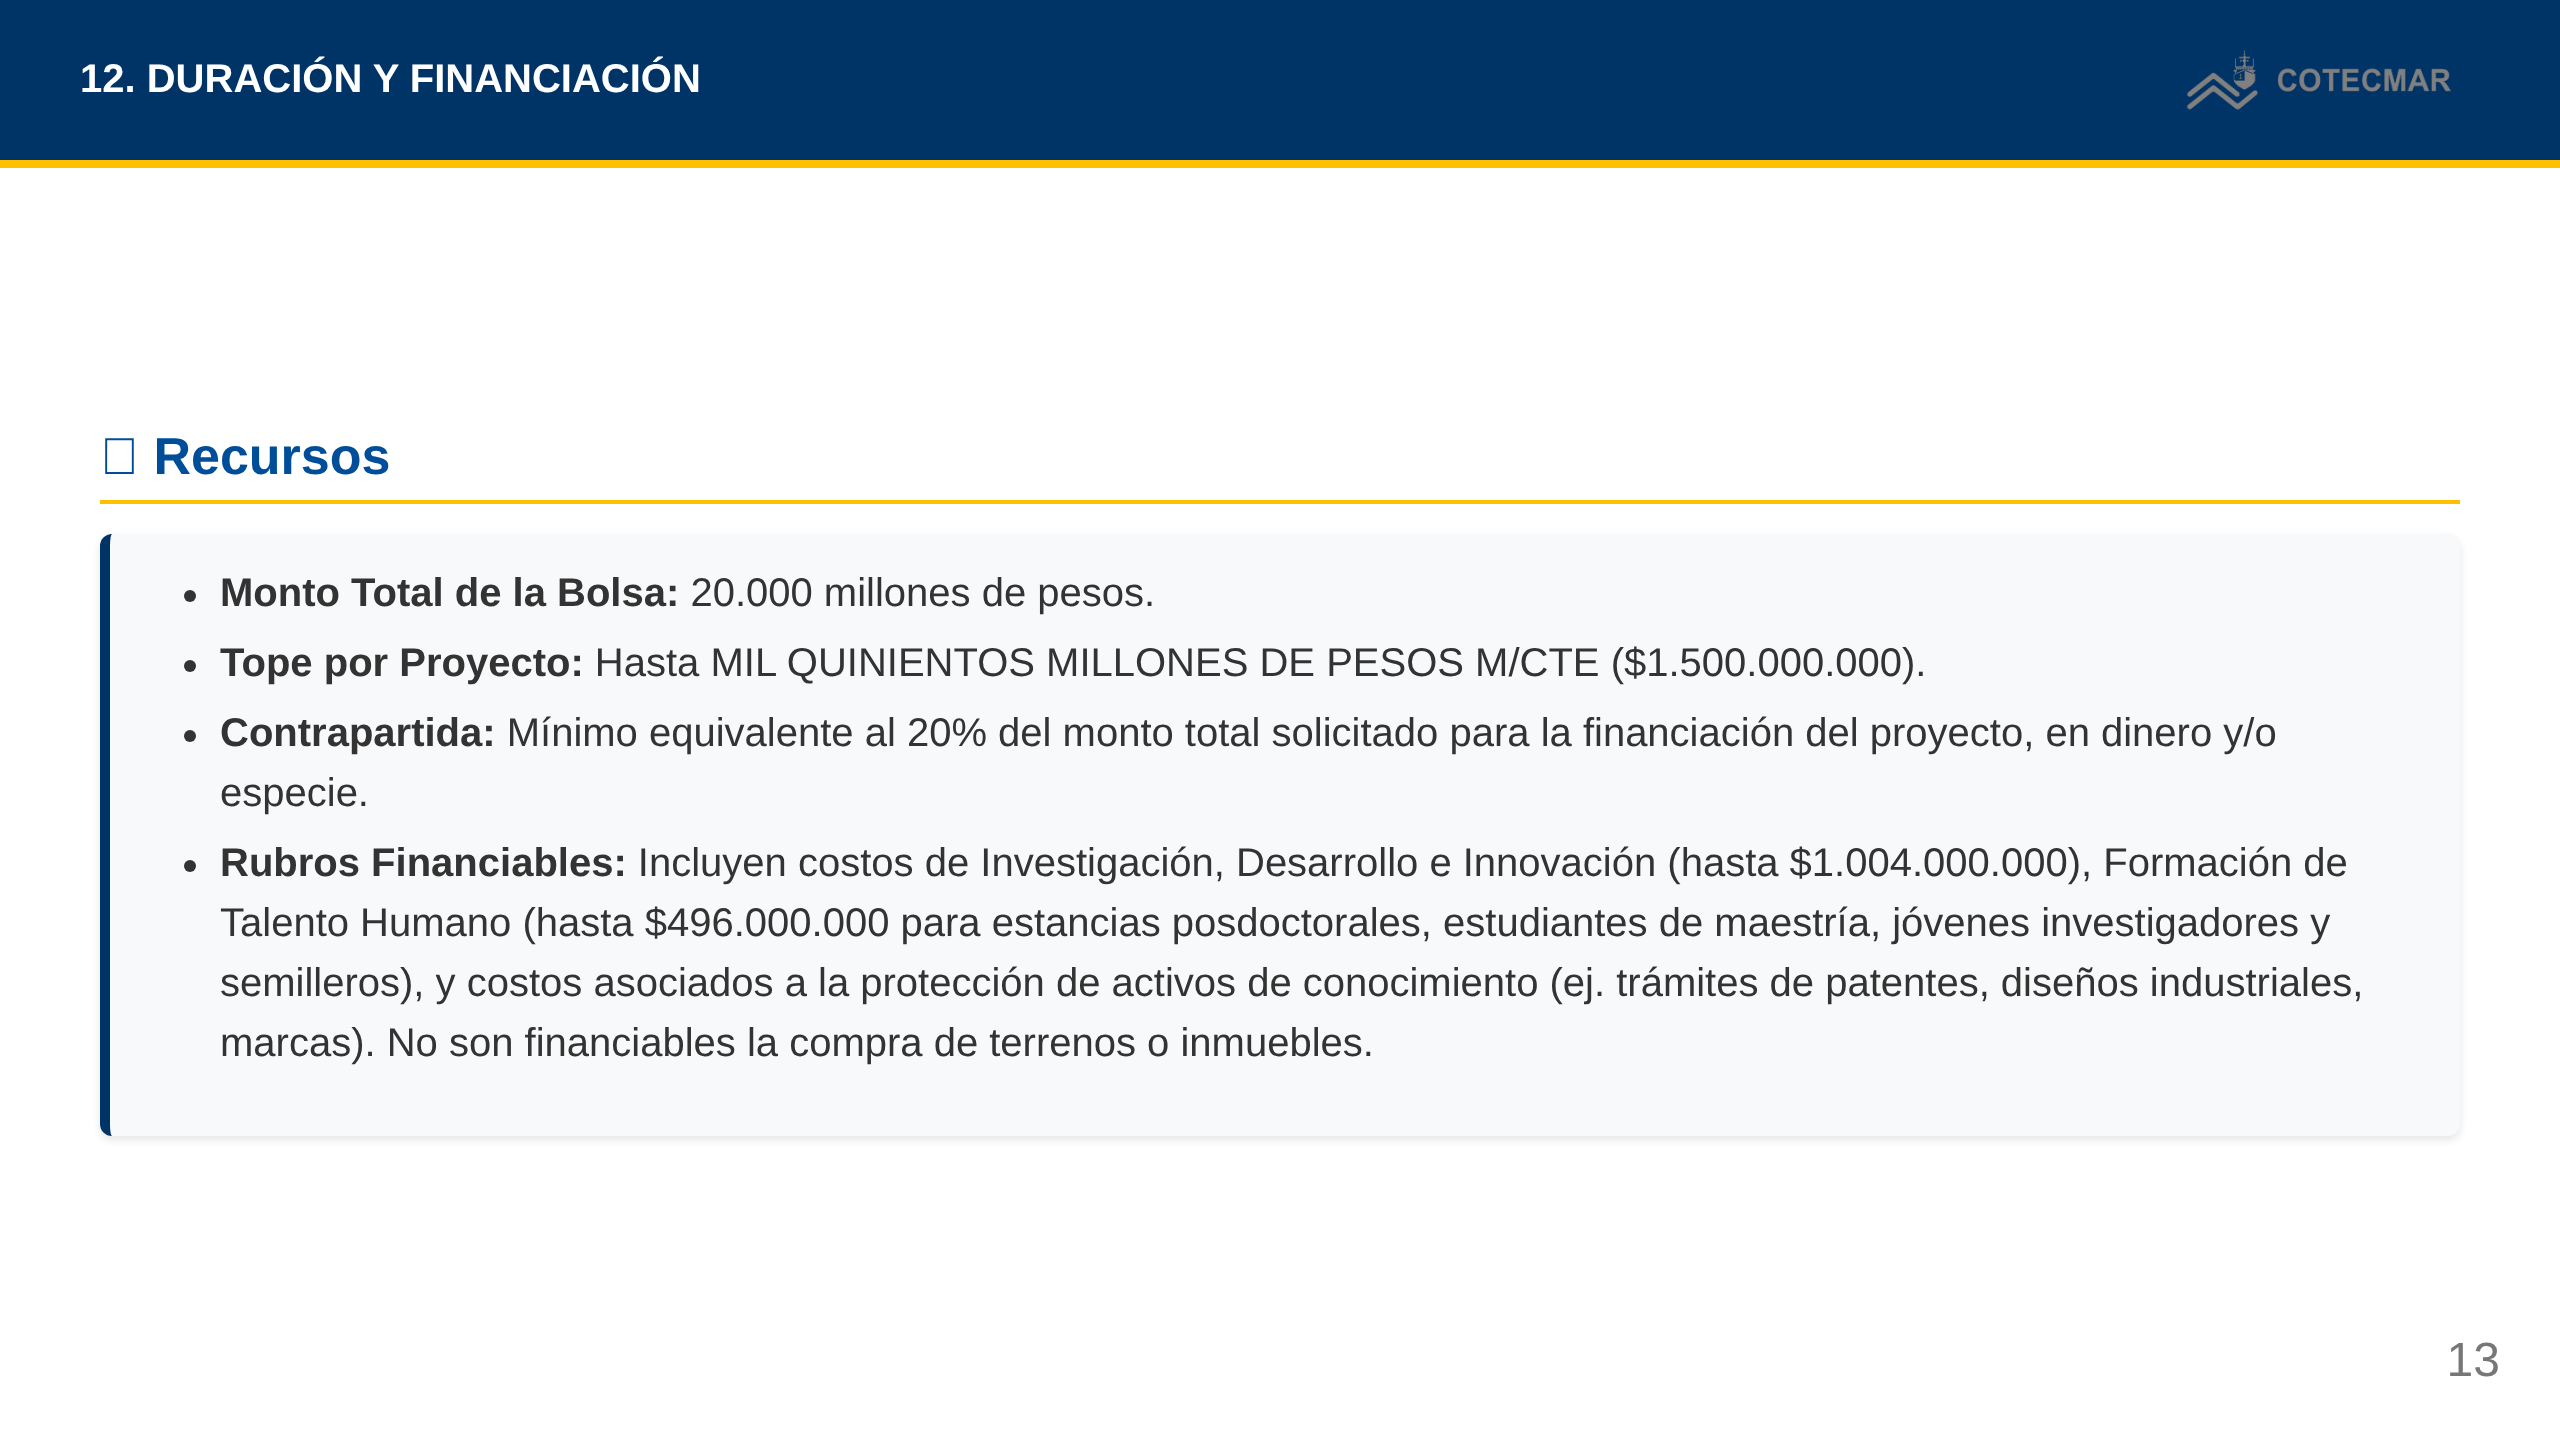 12. DURACIÓN Y FINANCIACIÓN
COTECMAR
Recursos
• Monto Total de la Bolsa: 20.000 millones de pesos.
• Tope por Proyecto: Hasta MIL QUINIENTOS MILLONES DE PESOS M/CTE ($1.500.000.000).
• Contrapartida: Mínimo equivalente al 20% del monto total solicitado para la financiación del proyecto, en dinero y/o
especie.
• Rubros Financiables: Incluyen costos de Investigación, Desarrollo e Innovación (hasta $1.004.000.000), Formación de
Talento Humano (hasta $496.000.000 para estancias posdoctorales, estudiantes de maestría, jóvenes investigadores y
semilleros), y costos asociados a la protección de activos de conocimiento (ej. trámites de patentes, diseños industriales,
marcas). No son financiables la compra de terrenos o inmuebles.
13